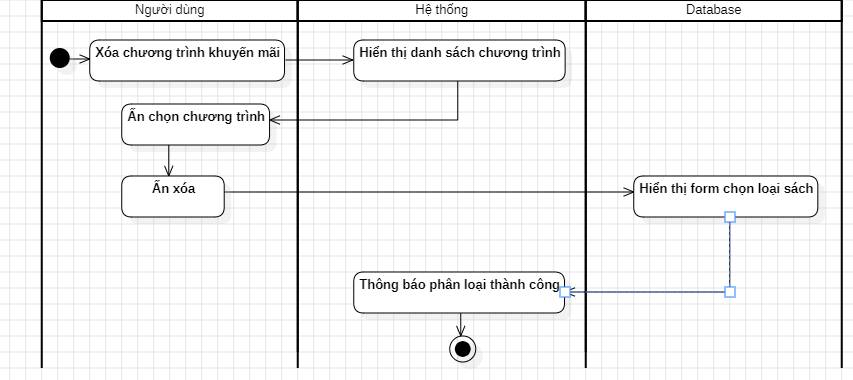 Người dùng
Hệ thống
Database
Xóa chương trình khuyến mãi
Hiển thị danh sách chương trình
Ấn chọn chương trình
Ấn xóa
Hiển thị form chọn loại sách
Thông báo phân loại thành công